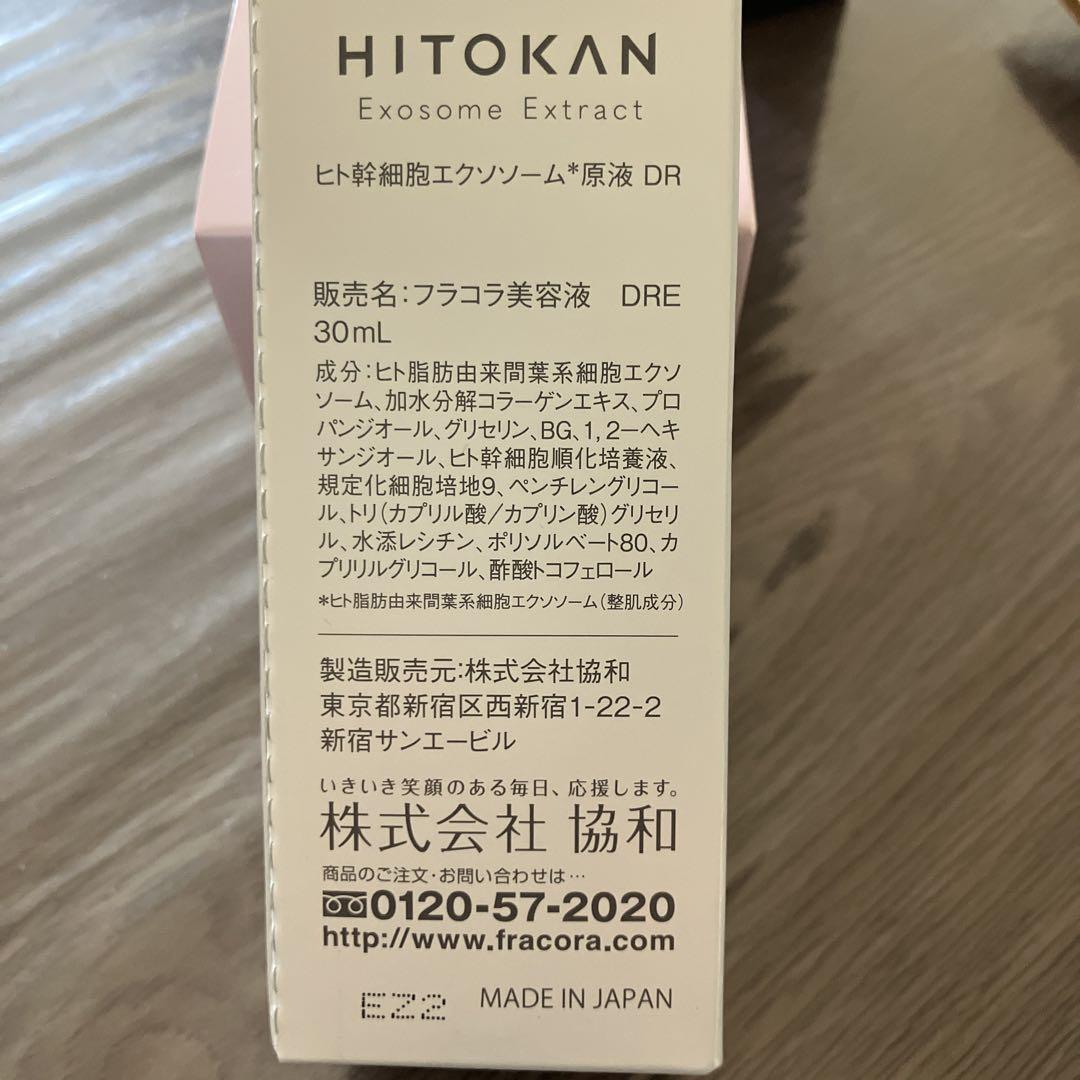 HITOKAN
Exosome Extract
ヒト幹細胞エクソソーム*原液 DR
販売名:フラコラ美容液 DRE
30mL
成分:ヒト脂肪由来間葉系細胞エクソ
ソーム、加水分解コラーゲンエキス、プロ
パンジオール、グリセリン、BG、1,2ーヘキ
サンジオール、ヒト幹細胞順化培養液、
規定化細胞培地9、ペンチレングリコー
ル、トリ(カプリル酸/カプリン酸)グリセリ
ル、水添レシチン、ポリソルベート80、カ
プリリルグリコール、酢酸トコフェロール
*ヒト脂肪由来間葉系細胞エクソソーム(整肌成分)
製造販売元:株式会社協和
東京都新宿区西新宿1-22-2
新宿サンエービル
いきいき笑顔のある毎日、応援します。
株式会社 協和
商品のご注文・お問い合わせは…
0120-57-2020
http://www.fracora.com
EZ2 MADE IN JAPAN